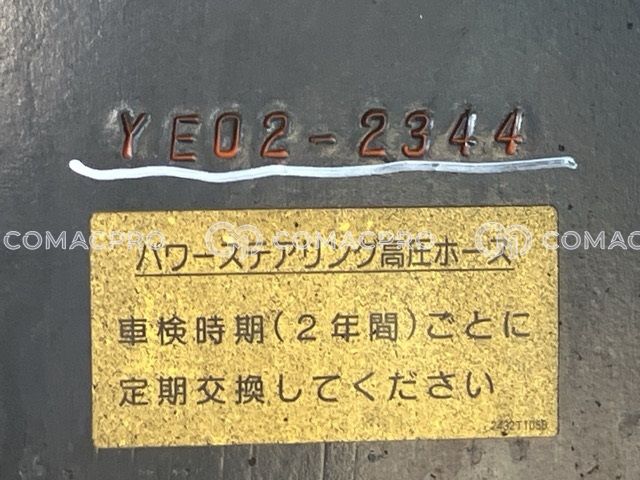 YE02-2344
COMACPRO COMACPRO COMACPRO
パワーステアリング高圧ホース
車検時期(2年間)ごとに
定期交換してください